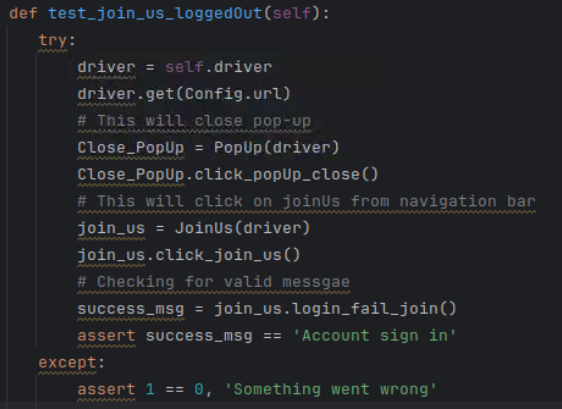 def test_join_us_loggedOut(self):
try:
driver = self.driver
driver.get(Config.url)
# This will close pop-up
Close_PopUp = PopUp(driver)
Close_PopUp.click_popUp_close()
# This will click on joinUs from navigation bar
join_us = JoinUs(driver)
join_us.click_join_us()
# Checking for valid messgae
success_msg = join_us.login_fail_join()
assert success_msg == 'Account sign in'
except:
assert 1 == 0, 'Something went wrong'